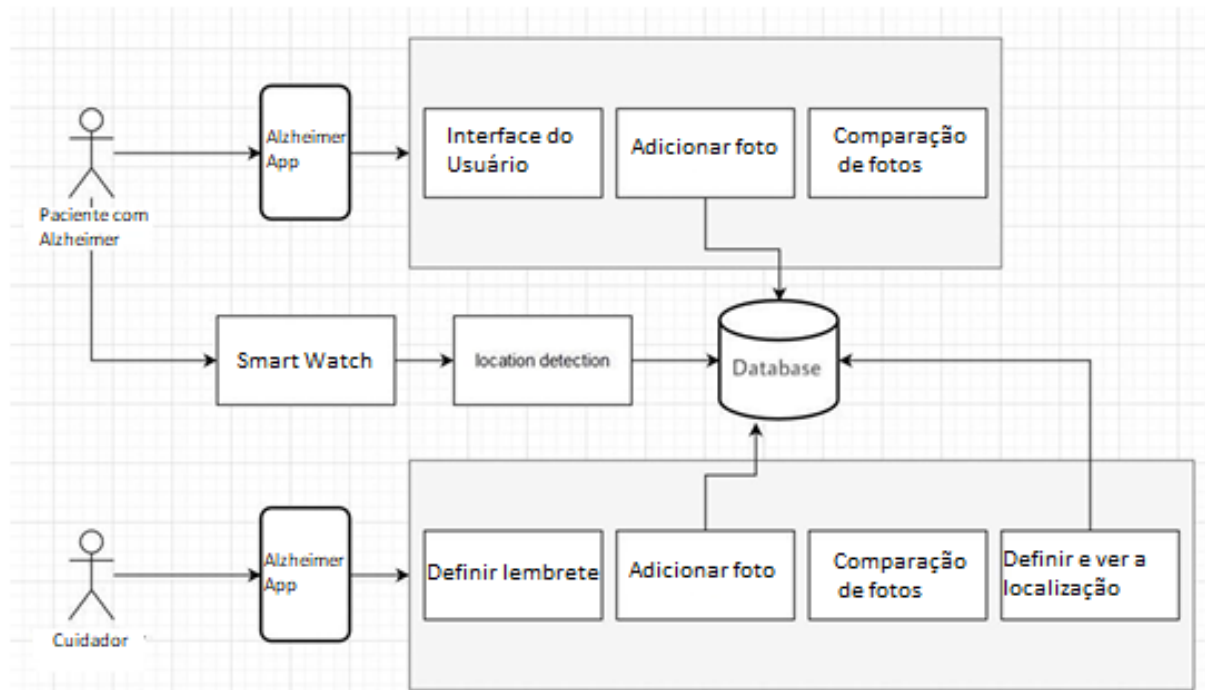 Alzheimer
App
Interface do
Usuário
Adicionar foto
Comparação
de fotos
Paciente com
Alzheimer
Smart Watch
location detection
Database
Alzheimer
App
Definir lembrete
Adicionar foto
Comparação
de fotos
Definir e ver a
localização
Cuidador